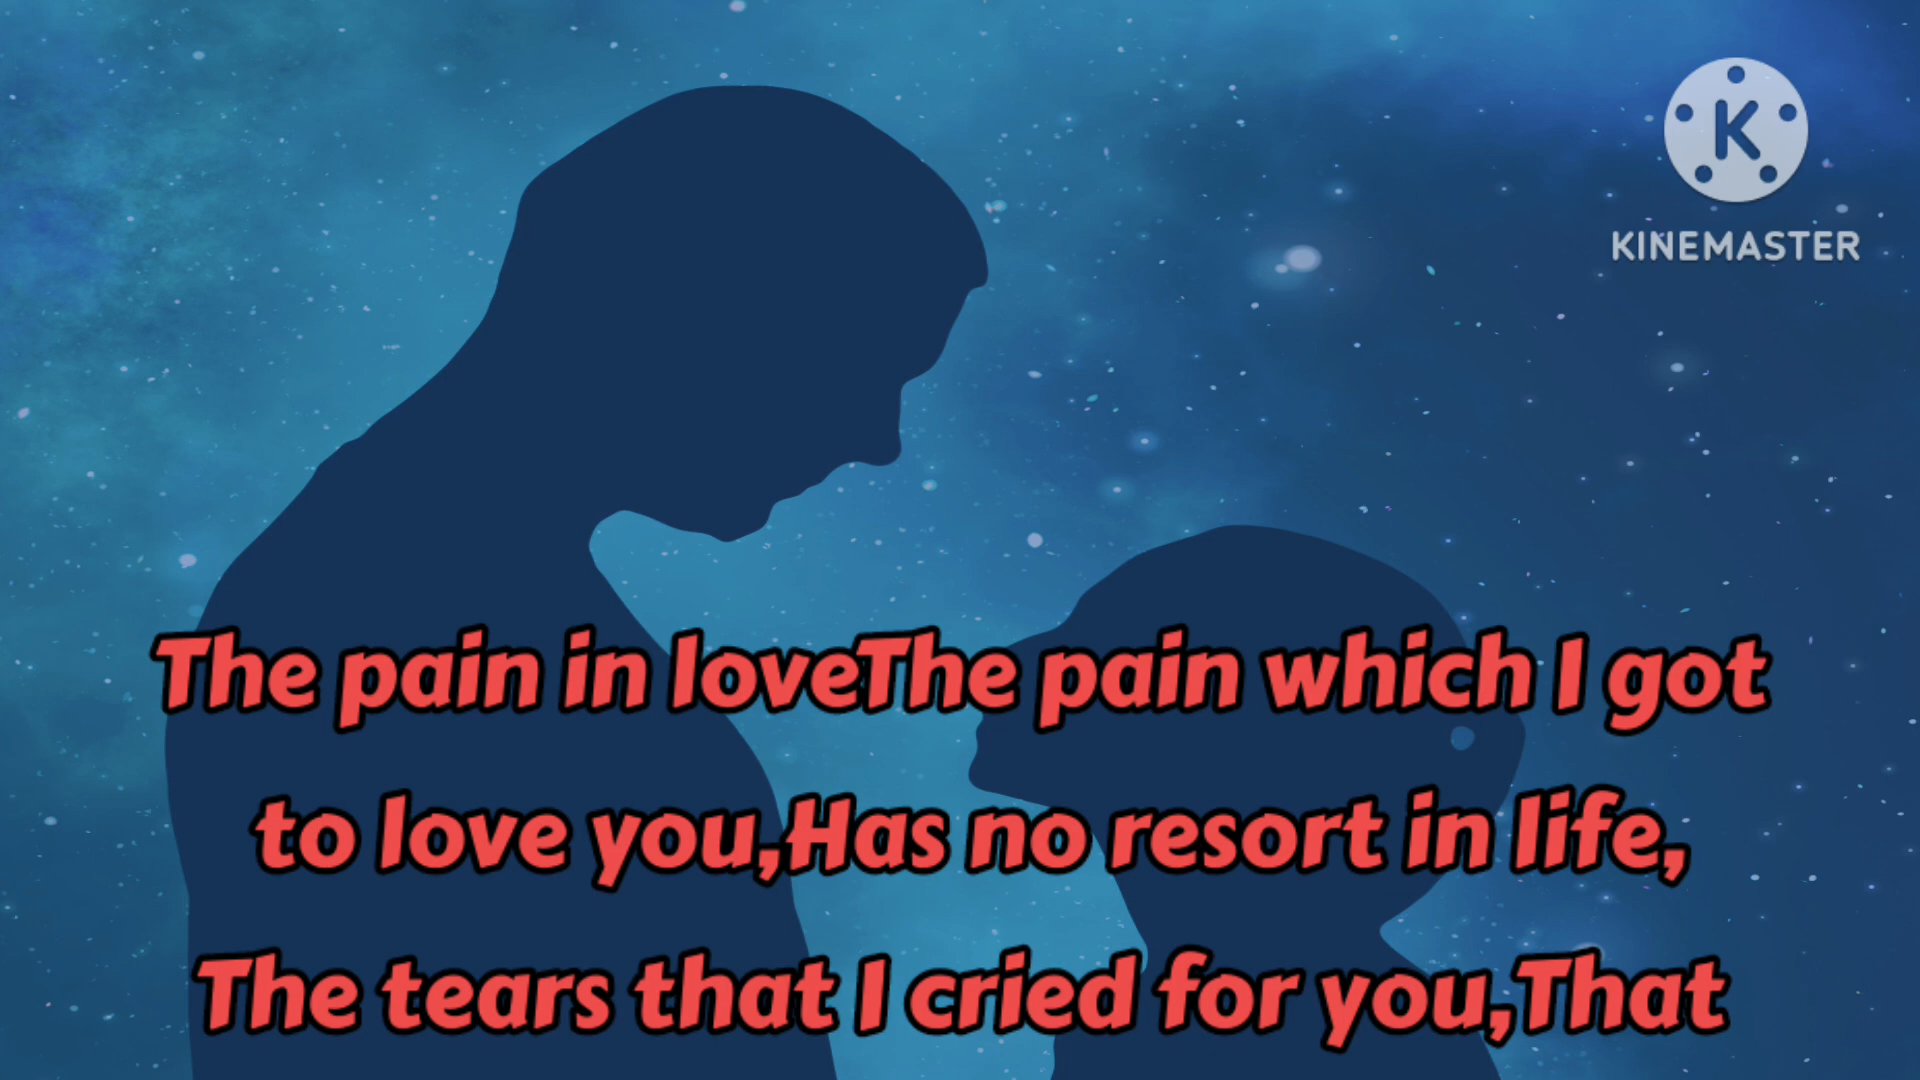 K
KINEMASTER
The pain in loveThe pain which I got
to love you,Has no resort in life,
The tears that I cried for you,That